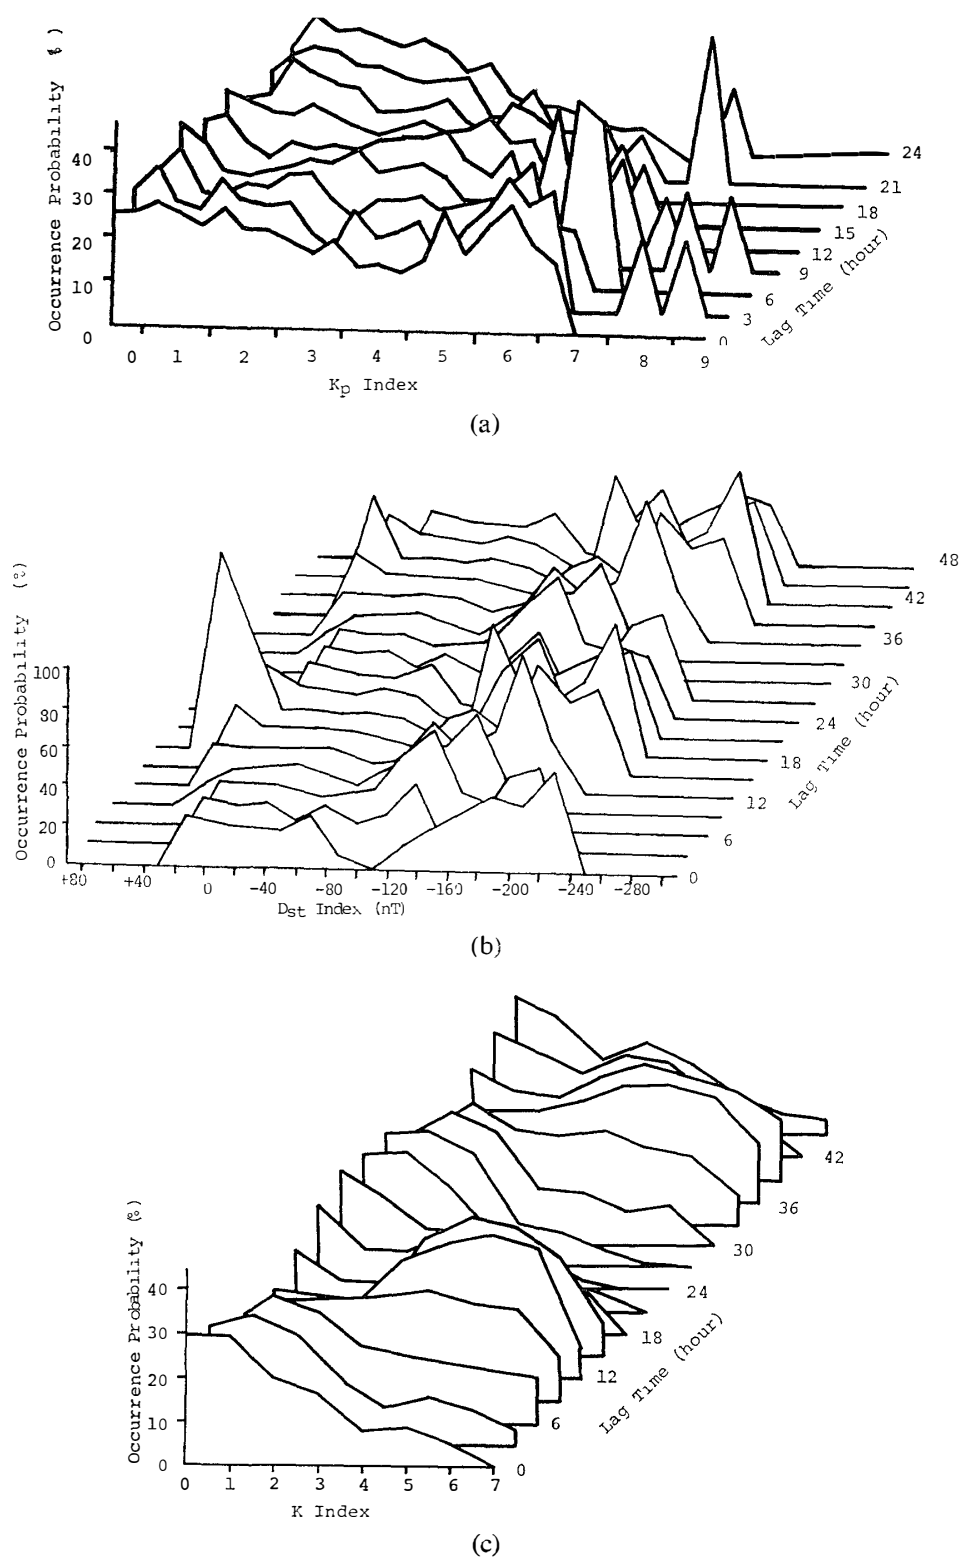 Occurrence Probability (%)
40
30
20
10
0
0 1 2 3 4 5 6 7 8 9
Kp Index
0
3
6
9
12
15
18
21
24
Lag Time (hour)
(a)
Occurrence Probability (%)
100
80
60
40
20
0
+80 +40 0 -40 -80 -120 -160 -200 -240 -280
Dst Index (nT)
0
6
12
18
24
30
36
42
48
Lag Time (hour)
(b)
Occurrence Probability (%)
40
30
20
10
0
0 1 2 3 4 5 6 7
K Index
0
6
12
18
24
30
36
42
Lag Time (hour)
(c)